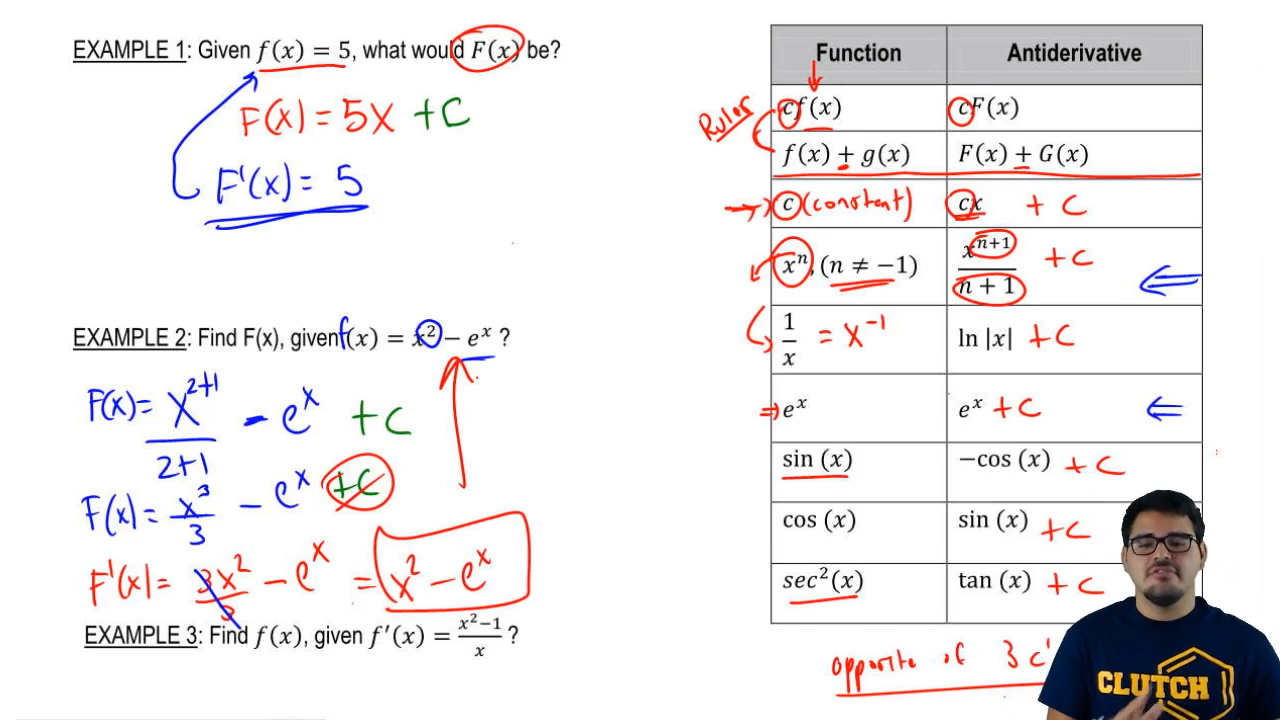 EXAMPLE 1: Given f(x) = 5, what would F(x) be?
F(x) = 5x + C
F'(x) = 5
EXAMPLE 2: Find F(x), given f(x) = x² − eˣ ?
F(x) = x²⁺¹ / 2+1 − eˣ + C
F(x) = x³ / 3 − eˣ + C
F'(x) = 3x² / 3 − eˣ = x² − eˣ
EXAMPLE 3: Find f(x), given f'(x) = x²−1 / x ?
Rules
Function Antiderivative
cf(x) cF(x)
f(x) + g(x) F(x) + G(x)
c (constant) cx + C
xⁿ, (n ≠ −1) xⁿ⁺¹ / n + 1 + C
1 / x = x⁻¹ ln |x| + C
eˣ eˣ + C
sin (x) −cos (x) + C
cos (x) sin (x) + C
sec²(x) tan (x) + C
opposite of 3 c'
CLUTCH